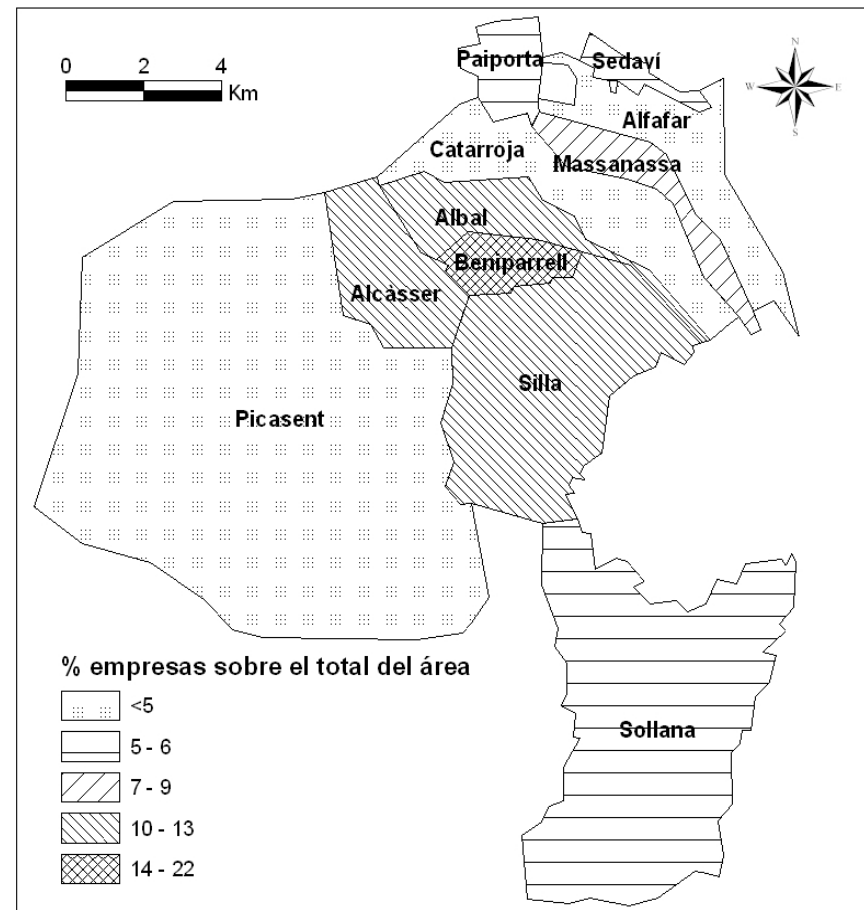 0 2 4
Km
N
W E
S
Paiporta
Sedaví
Alfafar
Catarroja
Massanassa
Albal
Beniparrell
Alcàsser
Silla
Picasent
Sollana
% empresas sobre el total del área
<5
5 - 6
7 - 9
10 - 13
14 - 22